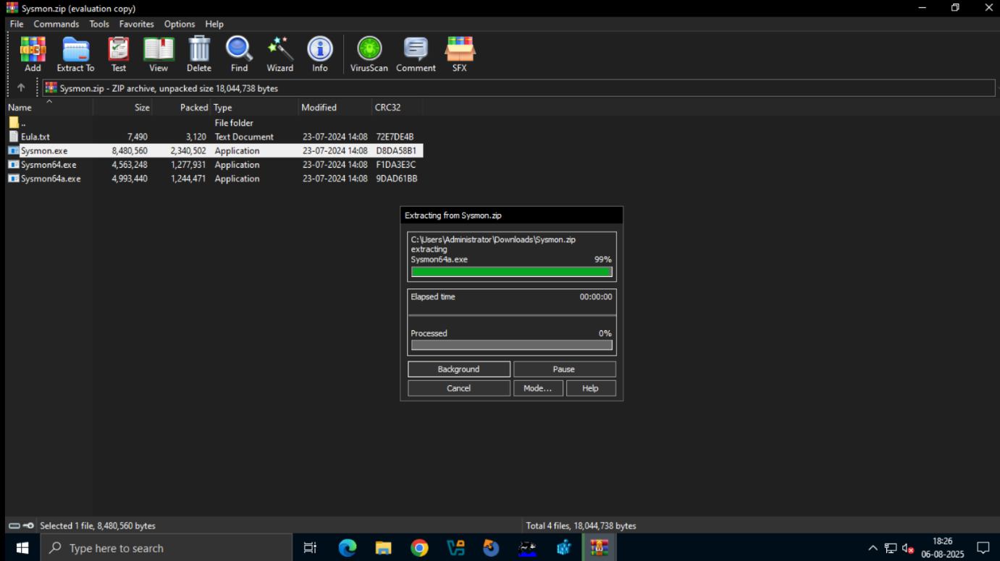 Sysmon.zip (evaluation copy)
File Commands Tools Favorites Options Help
Add Extract To Test View Delete Find Wizard Info VirusScan Comment SFX
Sysmon.zip - ZIP archive, unpacked size 18,044,738 bytes
Name Size Packed Type Modified CRC32
.. File folder
Eula.txt 7,490 3,120 Text Document 23-07-2024 14:08 72E7DE4B
Sysmon.exe 8,480,560 2,340,502 Application 23-07-2024 14:08 D8DA58B1
Sysmon64.exe 4,563,248 1,277,931 Application 23-07-2024 14:08 F1DA3E3C
Sysmon64a.exe 4,993,440 1,244,471 Application 23-07-2024 14:08 9DAD61BB
Extracting from Sysmon.zip
C:\Users\Administrator\Downloads\Sysmon.zip
extracting
Sysmon64a.exe 99%
Elapsed time 00:00:00
Processed 0%
Background Pause
Cancel Mode... Help
Selected 1 file, 8,480,560 bytes Total 4 files, 18,044,738 bytes
Type here to search
18:26
06-08-2025